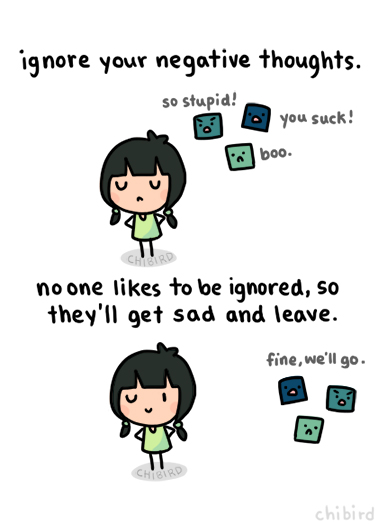 ignore your negative thoughts.
so stupid!
you suck!
boo.
CHIBIRD
no one likes to be ignored, so
they'll get sad and leave.
fine, we'll go.
CHIBIRD
chibird